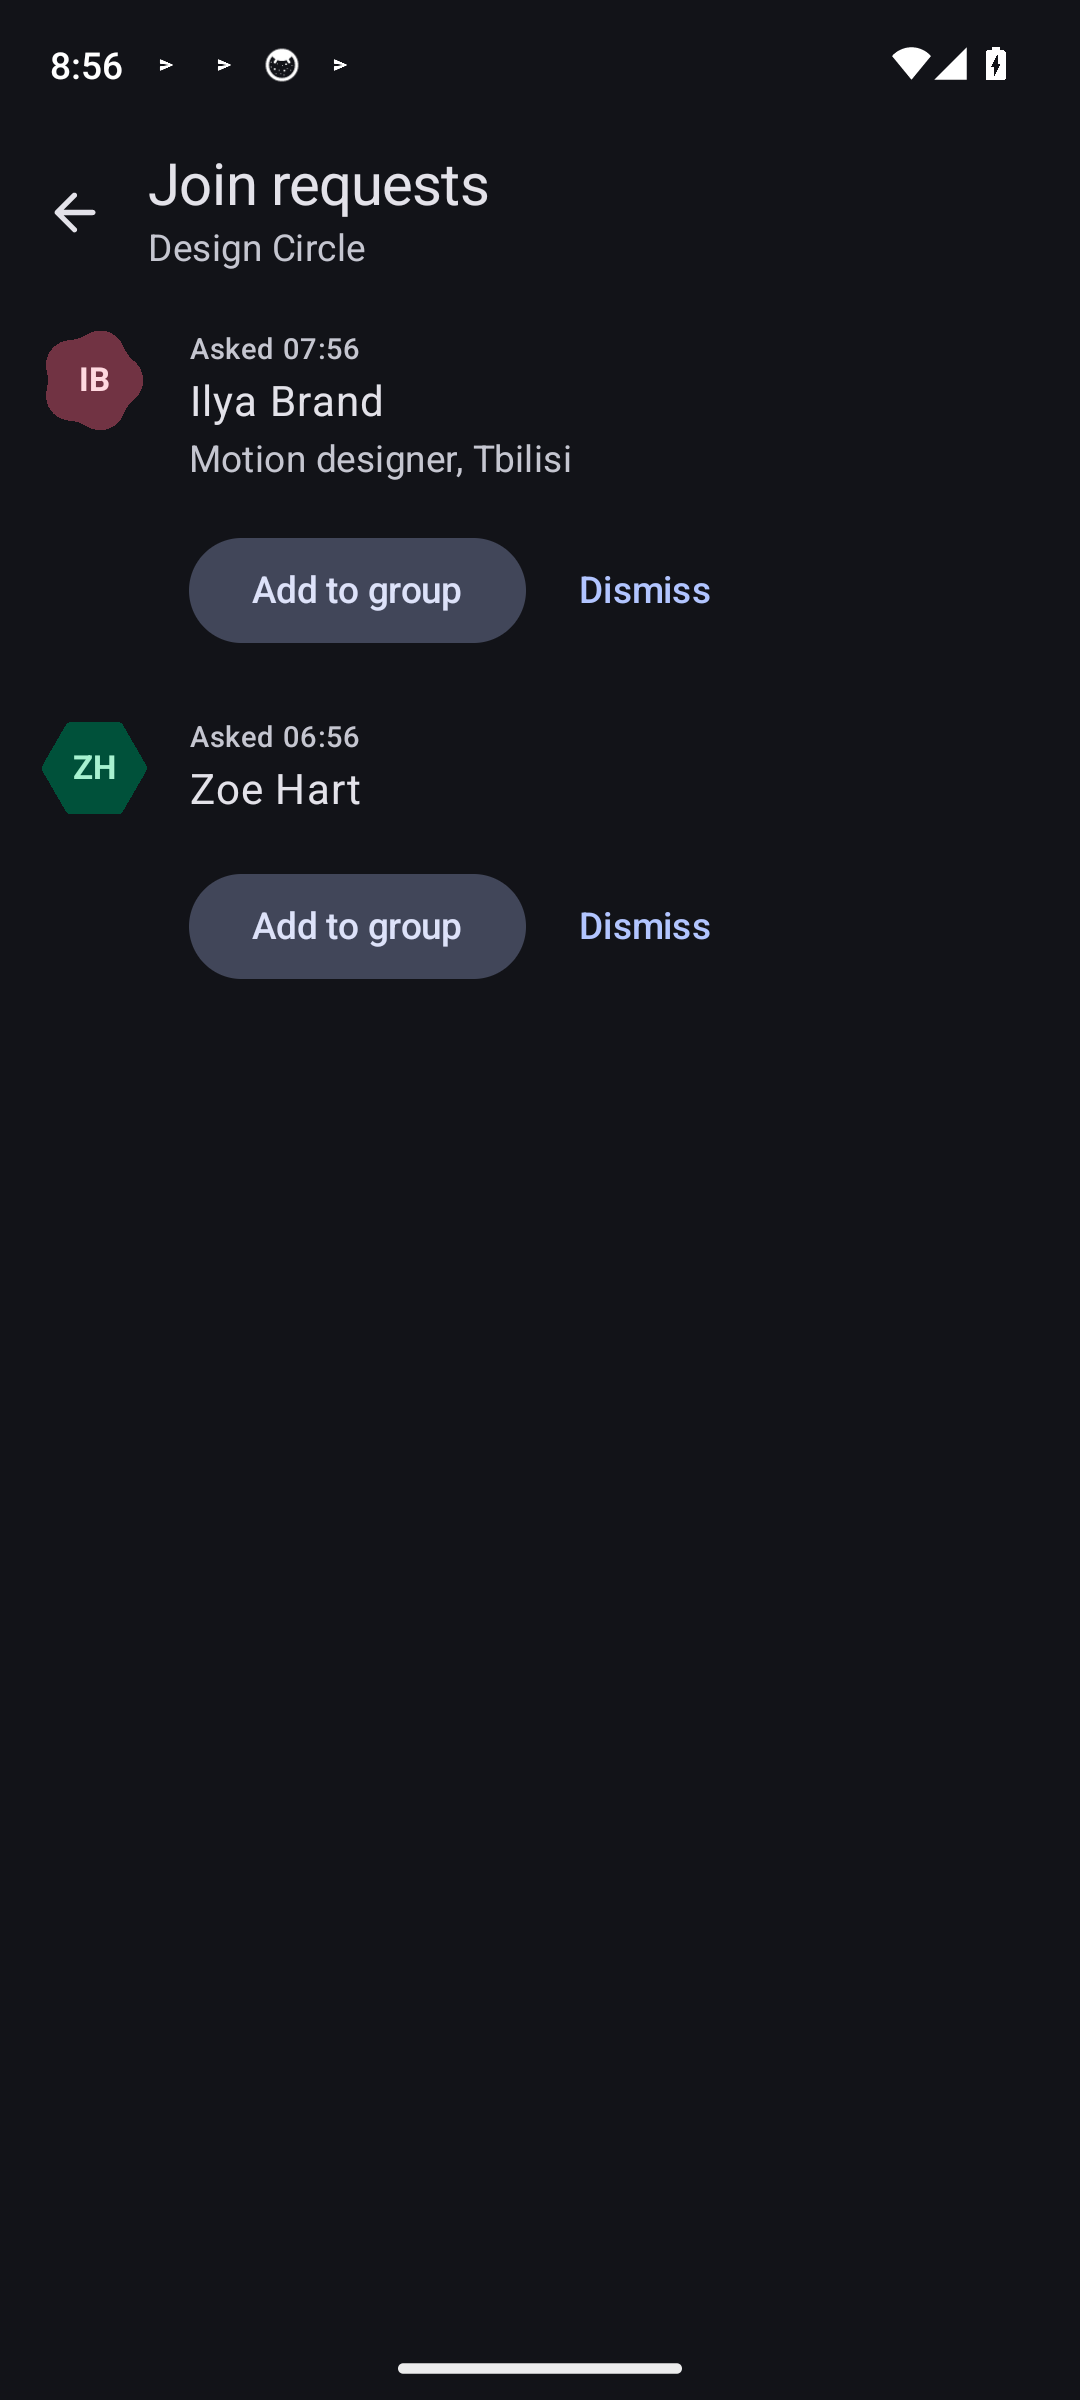 8:56
Join requests
Design Circle
IB
Asked 07:56
Ilya Brand
Motion designer, Tbilisi
Add to group
Dismiss
ZH
Asked 06:56
Zoe Hart
Add to group
Dismiss